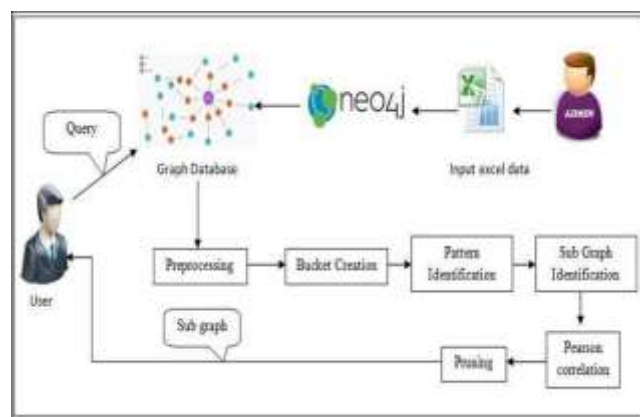 neo4j
ADMIN
Query
Graph Database
Input excel data
User
Preprocessing
Bucket Creation
Pattern
Identification
Sub Graph
Identification
Sub graph
Pruning
Pearson
correlation